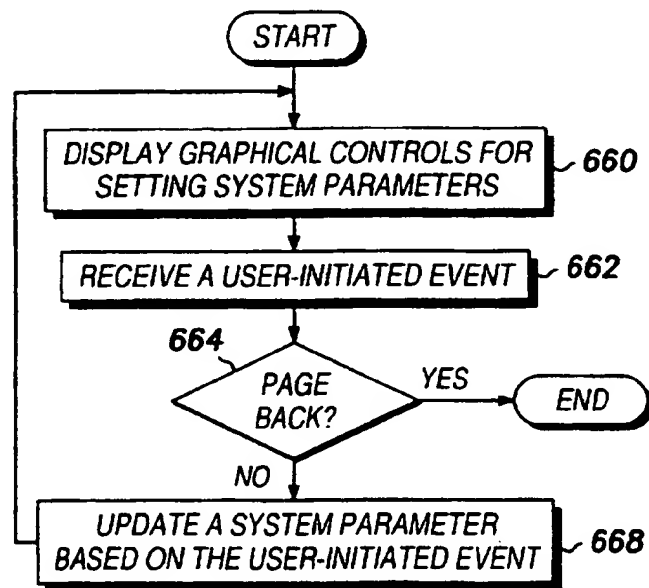 START
DISPLAY GRAPHICAL CONTROLS FOR
SETTING SYSTEM PARAMETERS
660
RECEIVE A USER-INITIATED EVENT
662
664
PAGE
BACK?
YES
END
NO
UPDATE A SYSTEM PARAMETER
BASED ON THE USER-INITIATED EVENT
668